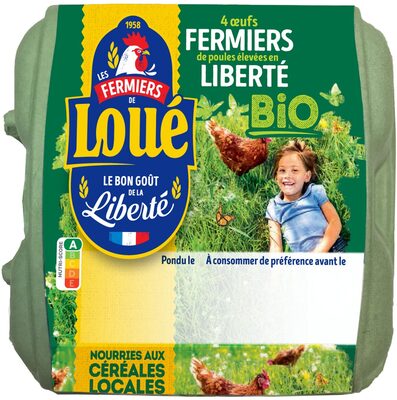 1958
LES
FERMIERS
DE
Loué
LE BON GOÛT
DE LA
Liberté
4 œufs
FERMIERS
de poules élevées en
LIBERTÉ
BiO
NUTRI-SCORE
A
B
C
D
E
Pondu le
À consommer de préférence avant le
NOURRIES AUX
CÉRÉALES
LOCALES